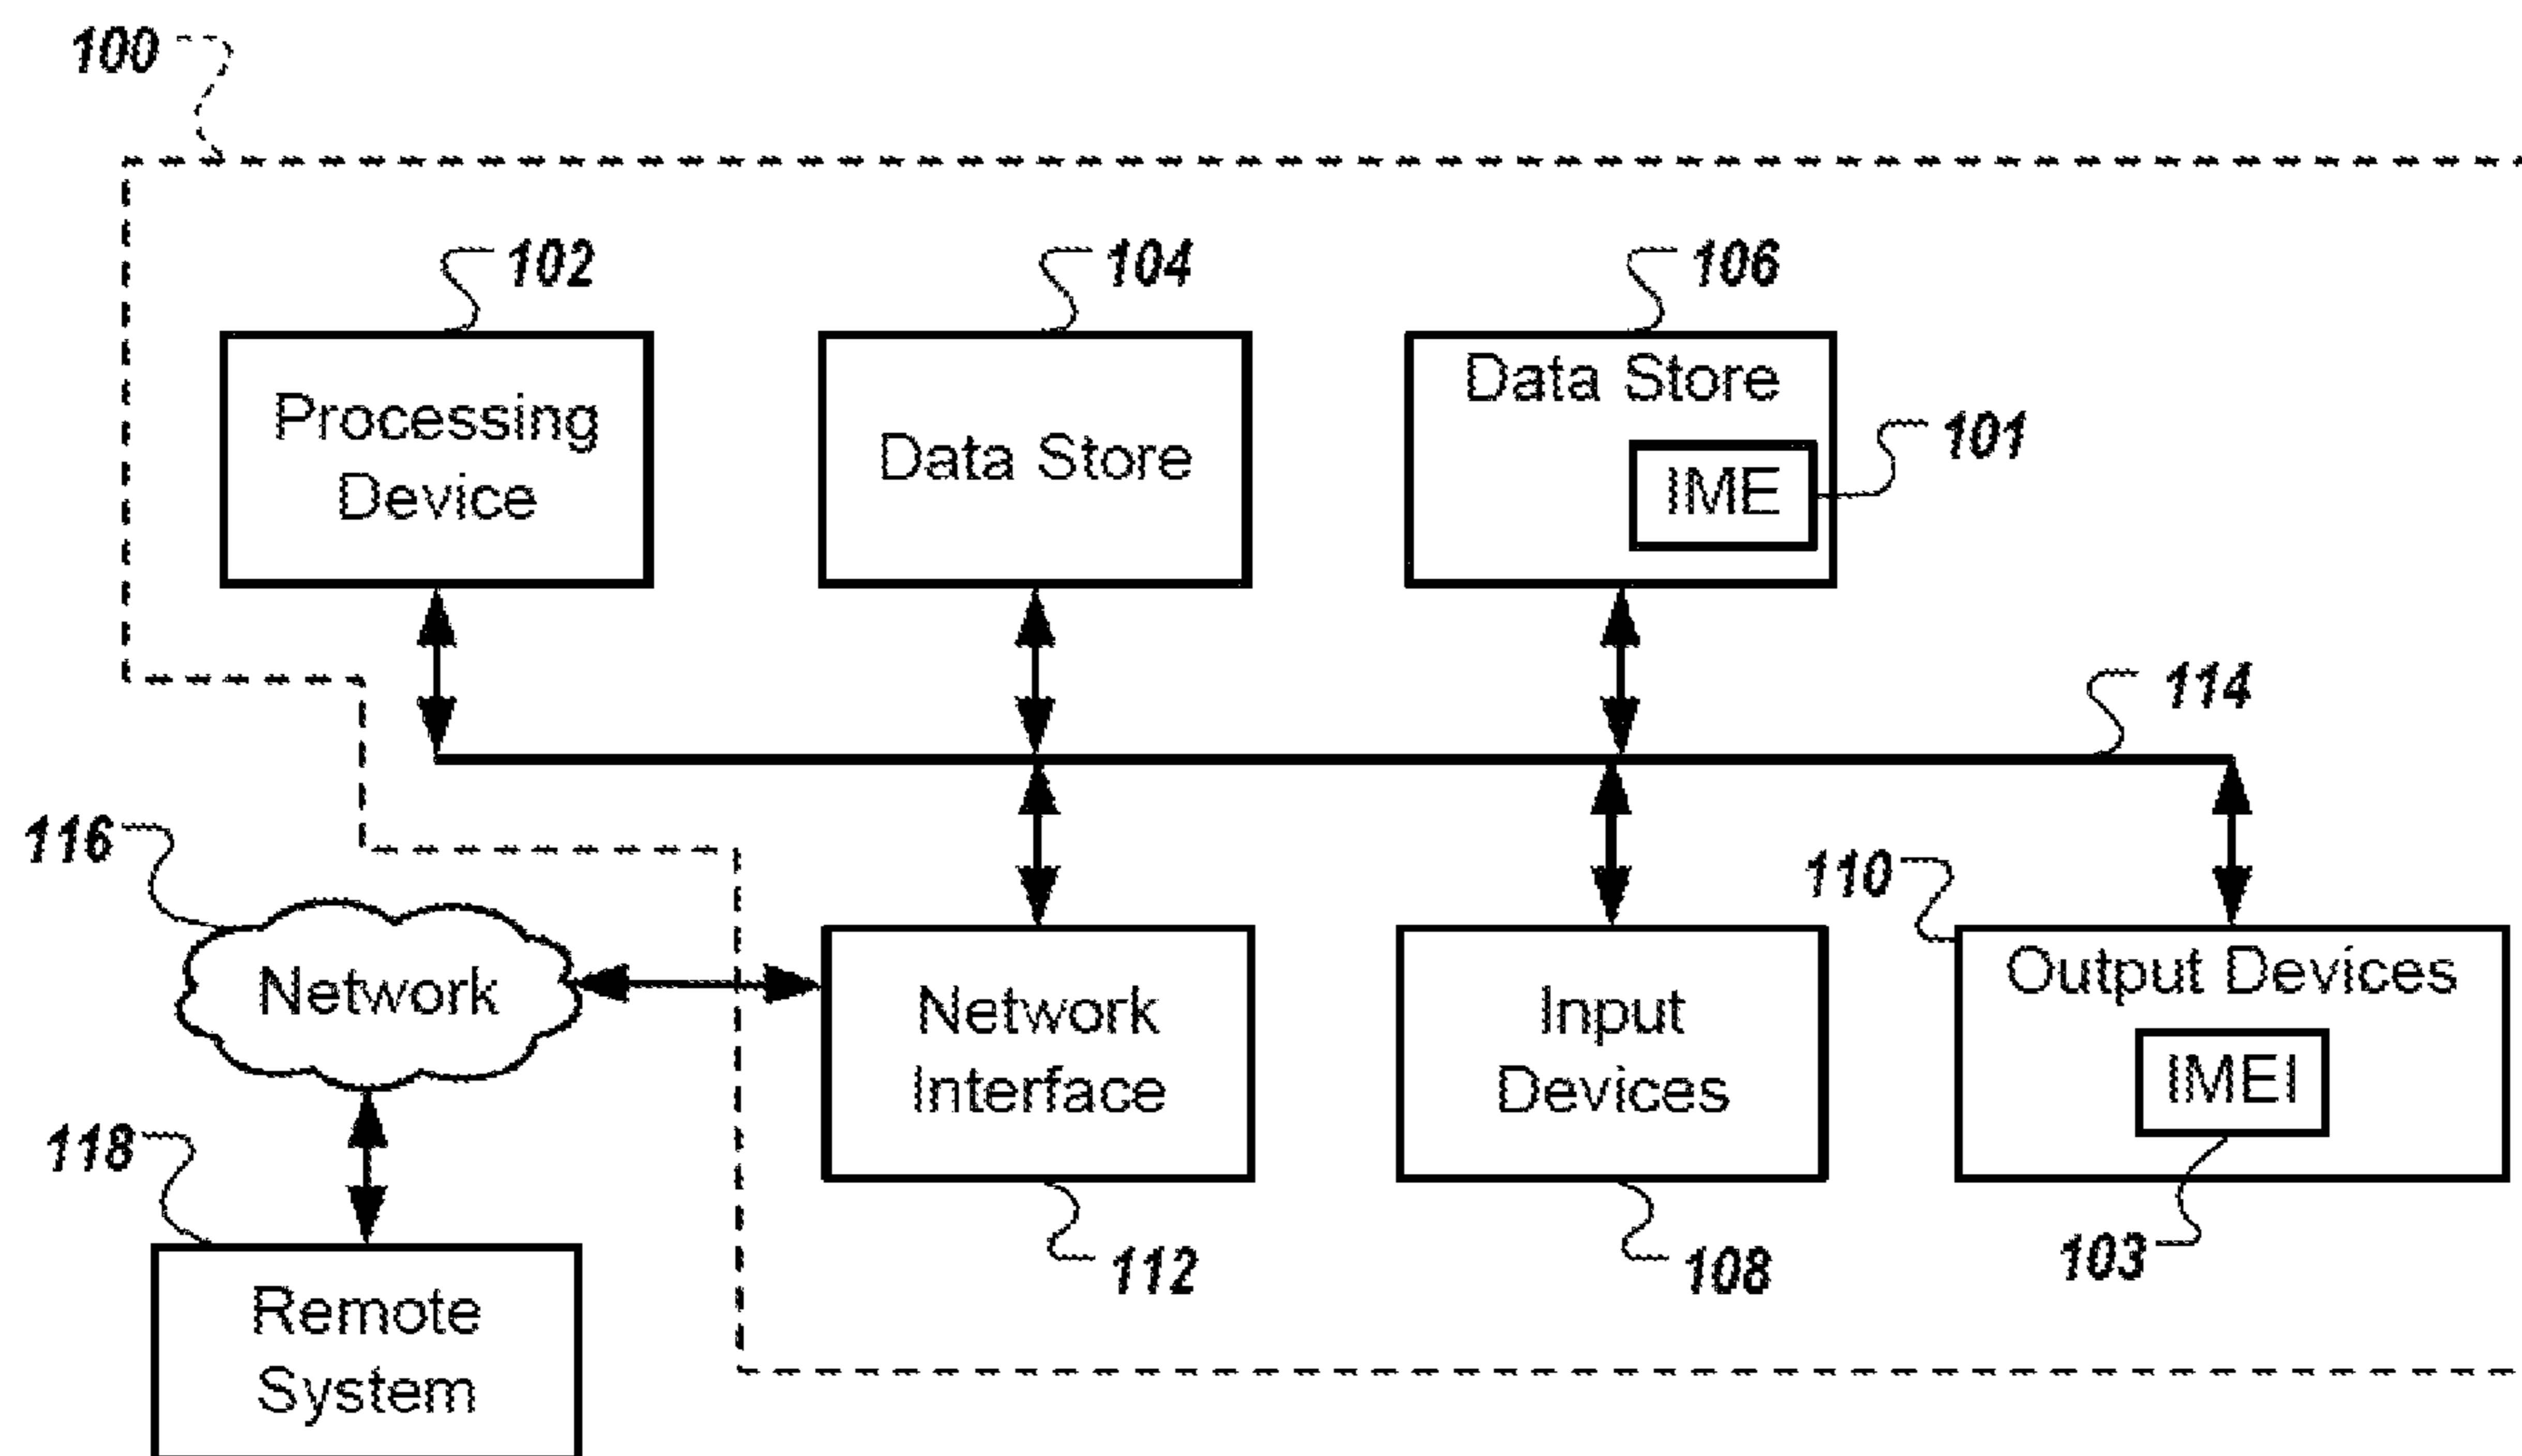 100
102
104
106
Processing
Device
Data Store
Data Store
IME
101
114
116
110
Network
Network
Interface
Input
Devices
Output Devices
IMEI
118
112
108
103
Remote
System